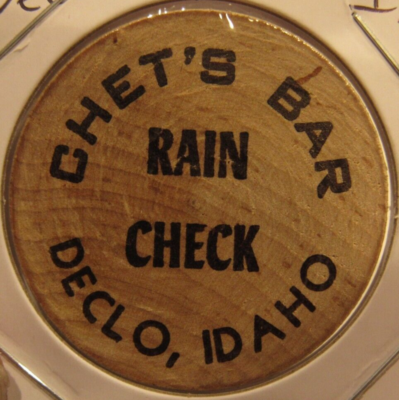 CHET'S BAR
RAIN
CHECK
DECLO, IDAHO